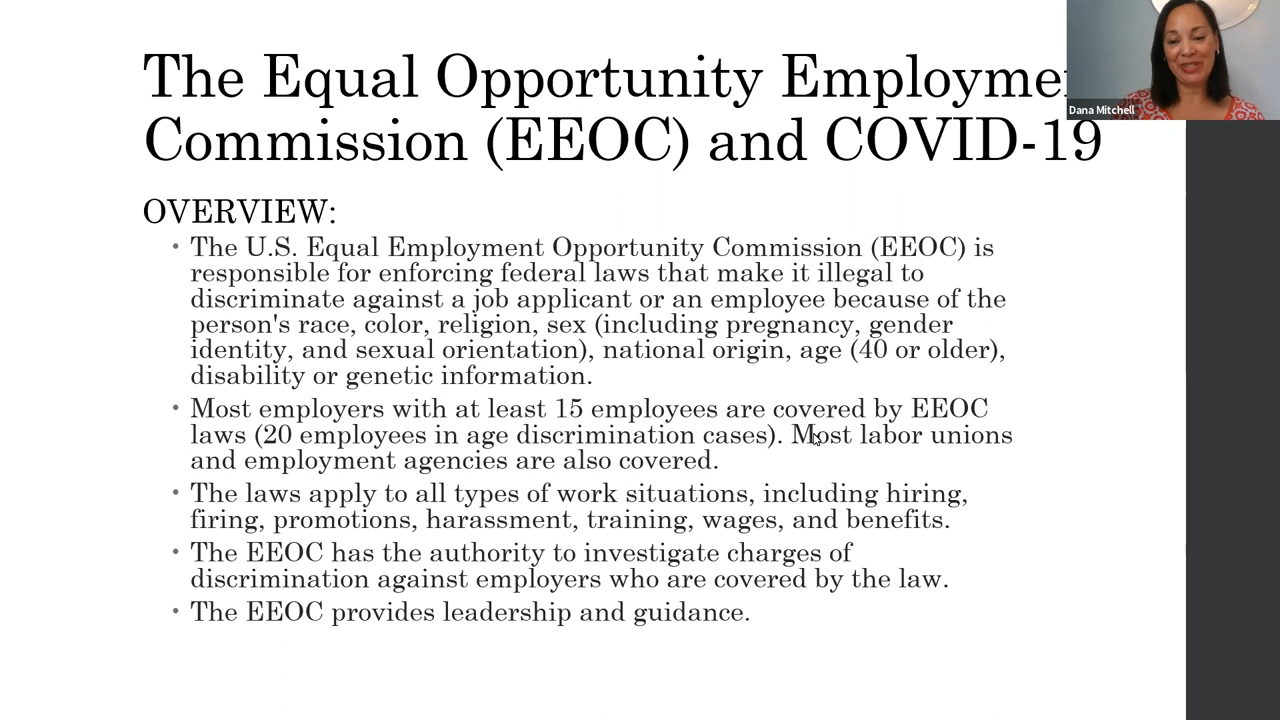 The Equal Opportunity Employmen
Commission (EEOC) and COVID-19
Dana Mitchell
OVERVIEW:
• The U.S. Equal Employment Opportunity Commission (EEOC) is
responsible for enforcing federal laws that make it illegal to
discriminate against a job applicant or an employee because of the
person's race, color, religion, sex (including pregnancy, gender
identity, and sexual orientation), national origin, age (40 or older),
disability or genetic information.
• Most employers with at least 15 employees are covered by EEOC
laws (20 employees in age discrimination cases). Most labor unions
and employment agencies are also covered.
• The laws apply to all types of work situations, including hiring,
firing, promotions, harassment, training, wages, and benefits.
• The EEOC has the authority to investigate charges of
discrimination against employers who are covered by the law.
• The EEOC provides leadership and guidance.